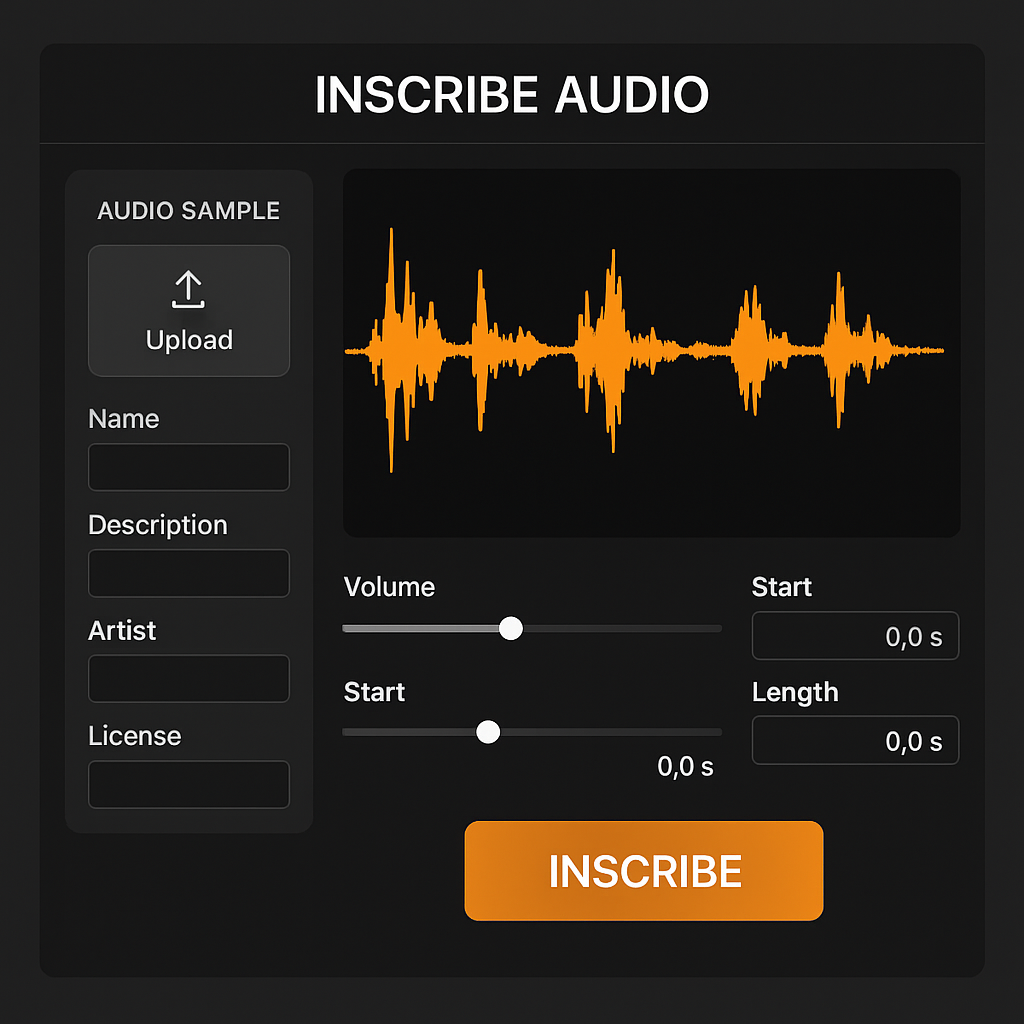 INSCRIBE AUDIO
AUDIO SAMPLE
Upload
Name
Description
Artist
License
Volume
Start
Start
0,0 s
0,0 s
Length
0,0 s
INSCRIBE